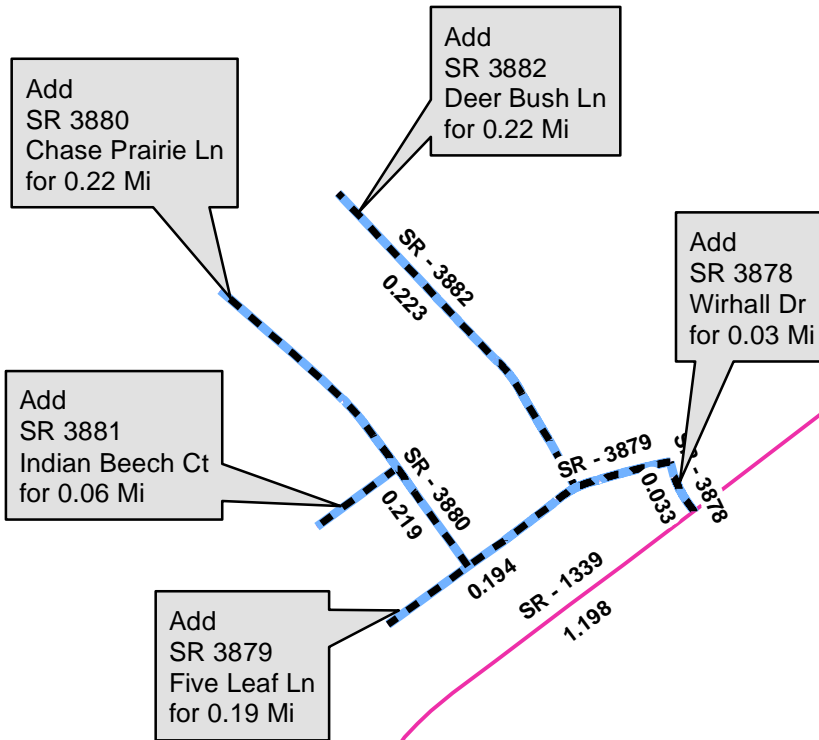 Add
SR 3882
Deer Bush Ln
for 0.22 Mi
Add
SR 3880
Chase Prairie Ln
for 0.22 Mi
Add
SR 3878
Wirhall Dr
for 0.03 Mi
SR - 3882
0.223
Add
SR 3881
Indian Beech Ct
for 0.06 Mi
SR - 3879
SR - 3878
0.033
SR - 3880
0.219
0.194
SR - 1339
1.198
Add
SR 3879
Five Leaf Ln
for 0.19 Mi